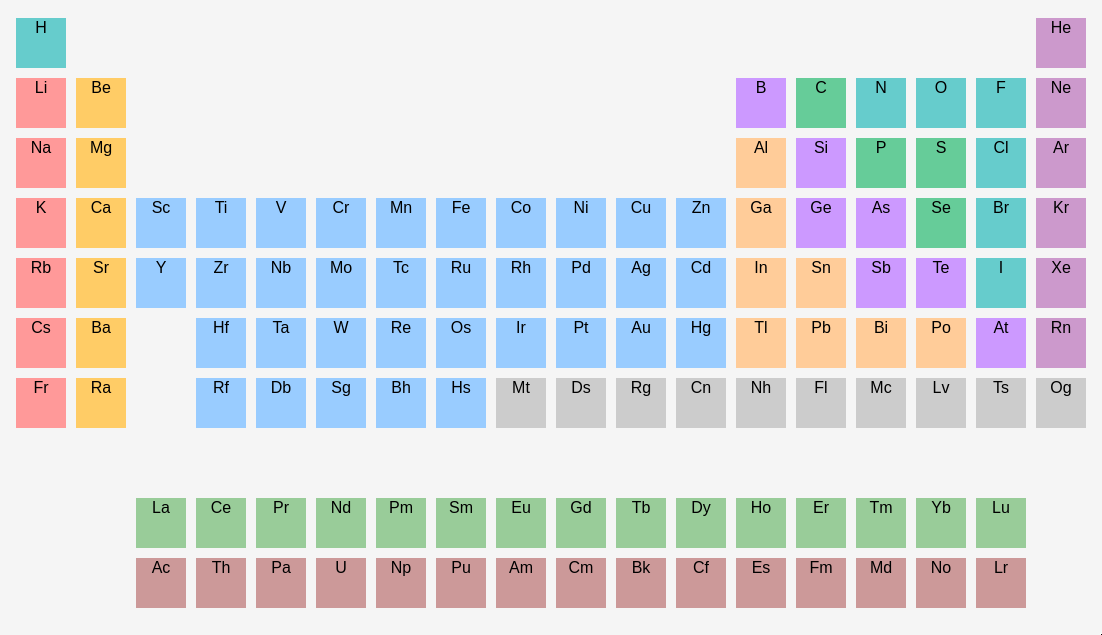 H He
Li Be B C N O F Ne
Na Mg Al Si P S Cl Ar
K Ca Sc Ti V Cr Mn Fe Co Ni Cu Zn Ga Ge As Se Br Kr
Rb Sr Y Zr Nb Mo Tc Ru Rh Pd Ag Cd In Sn Sb Te I Xe
Cs Ba Hf Ta W Re Os Ir Pt Au Hg Tl Pb Bi Po At Rn
Fr Ra Rf Db Sg Bh Hs Mt Ds Rg Cn Nh Fl Mc Lv Ts Og
La Ce Pr Nd Pm Sm Eu Gd Tb Dy Ho Er Tm Yb Lu
Ac Th Pa U Np Pu Am Cm Bk Cf Es Fm Md No Lr